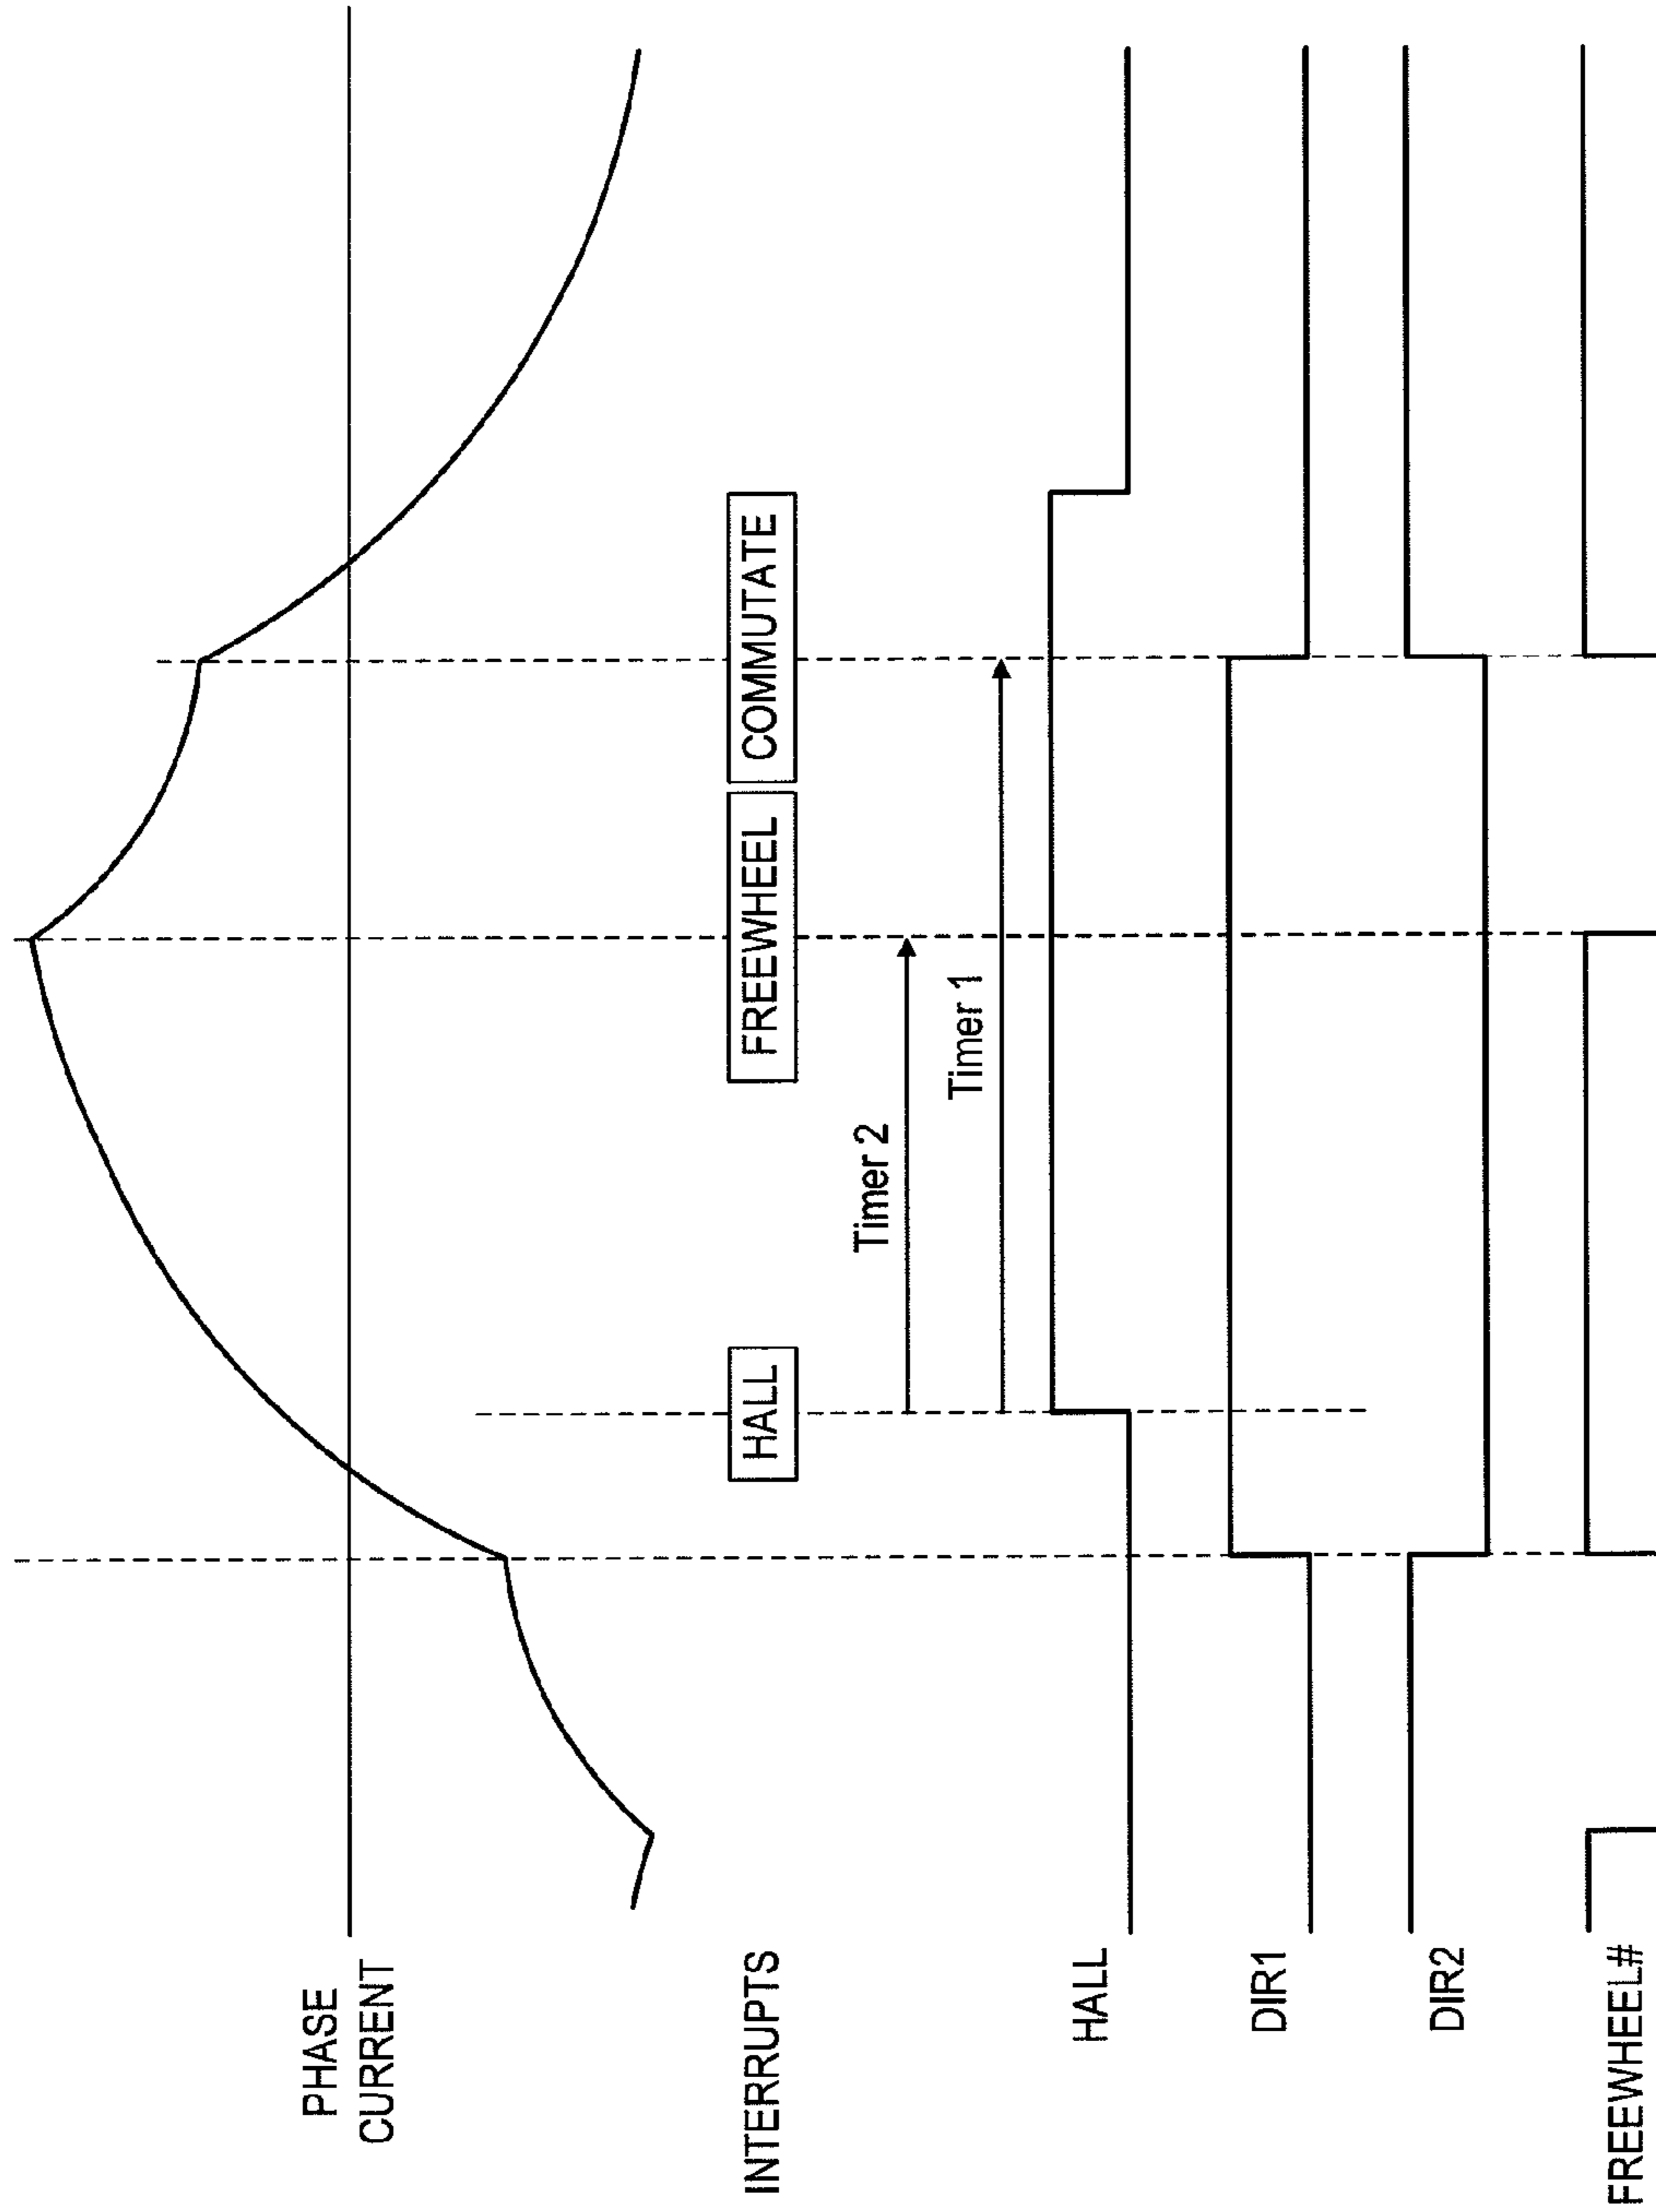 PHASE
CURRENT
INTERRUPTS
HALL
FREEWHEEL
COMMUTATE
Timer 2
Timer 1
HALL
DIR1
DIR2
FREEWHEEL#